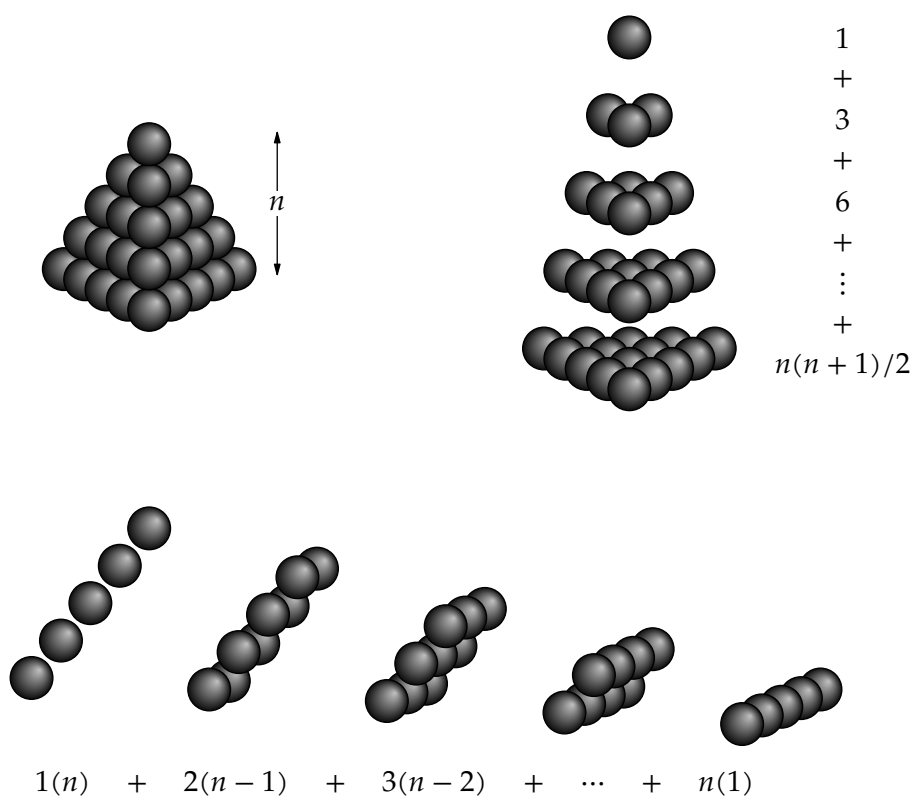 1
+
n
3
+
6
+
⋮
+
n(n + 1)/2
1(n) + 2(n − 1) + 3(n − 2) + ⋯ + n(1)